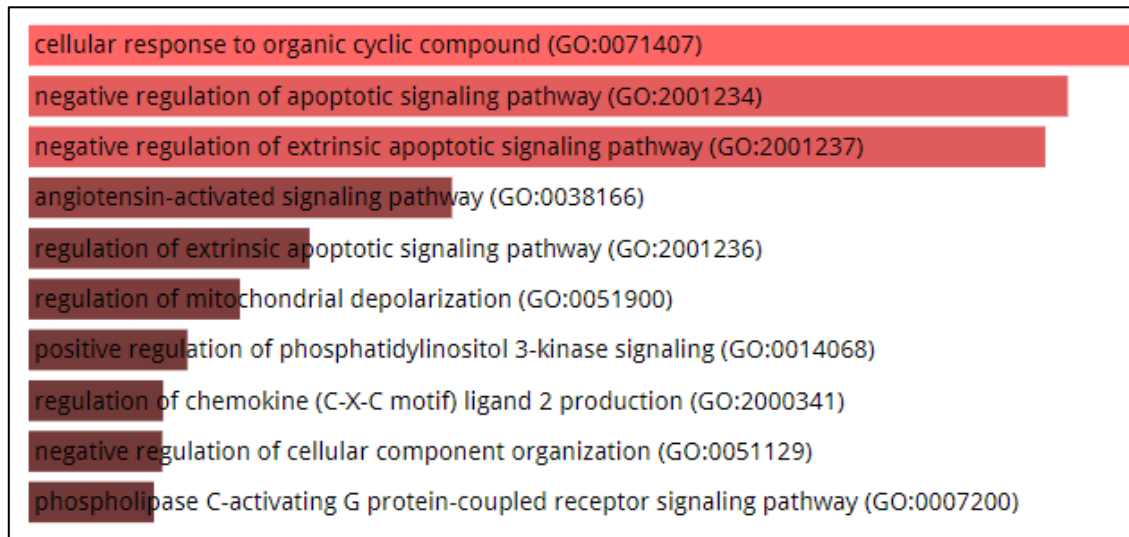 cellular response to organic cyclic compound (GO:0071407)
negative regulation of apoptotic signaling pathway (GO:2001234)
negative regulation of extrinsic apoptotic signaling pathway (GO:2001237)
angiotensin-activated signaling pathway (GO:0038166)
regulation of extrinsic apoptotic signaling pathway (GO:2001236)
regulation of mitochondrial depolarization (GO:0051900)
positive regulation of phosphatidylinositol 3-kinase signaling (GO:0014068)
regulation of chemokine (C-X-C motif) ligand 2 production (GO:2000341)
negative regulation of cellular component organization (GO:0051129)
phospholipase C-activating G protein-coupled receptor signaling pathway (GO:0007200)